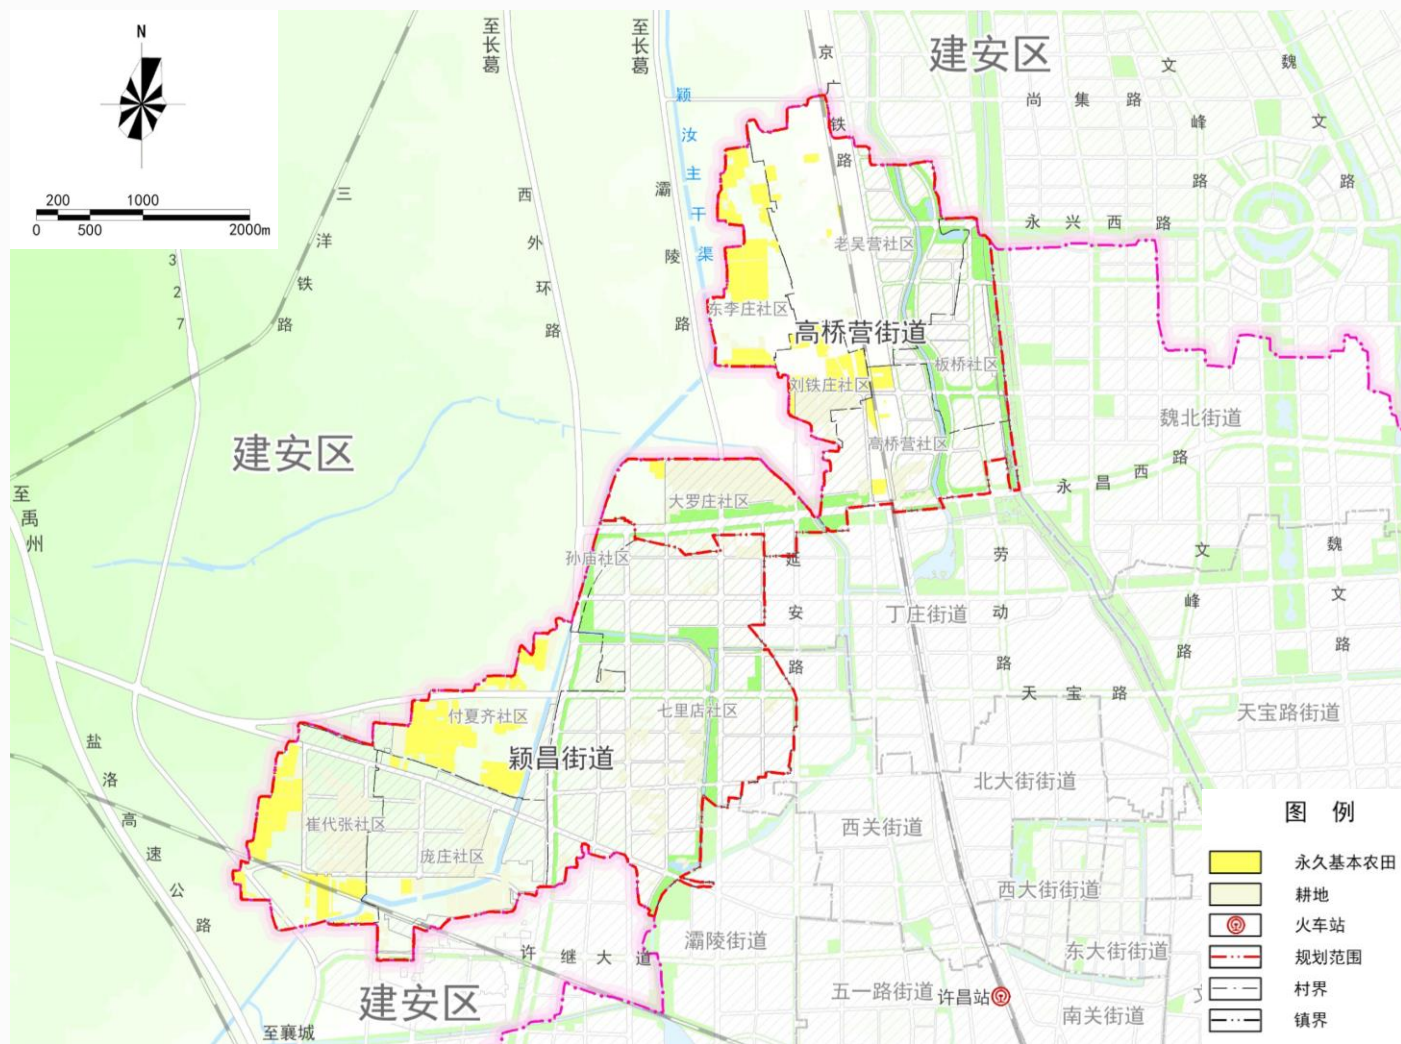 N
200 1000
0 500 2000m
至长葛
至长葛
京广铁路
建安区
文峰路
魏文路
尚集路
颍汝主干渠
三洋铁路
西外环路
灞陵路
永兴西路
老吴营社区
327
东李庄社区
高桥营街道
板桥社区
刘铁庄社区
魏北街道
高桥营社区
建安区
永昌西路
至禹州
大罗庄社区
孙庙社区
延安路
劳动路
文峰路
魏文路
丁庄街道
天宝路
付夏齐社区
七里店社区
天宝路街道
颍昌街道
盐洛高速公路
北大街街道
崔代张社区
庞庄社区
西关街道
西大街街道
灞陵街道
东大街街道
许继大道
五一路街道
许昌站
南关街道
建安区
至襄城
图例
永久基本农田
耕地
火车站
规划范围
村界
镇界